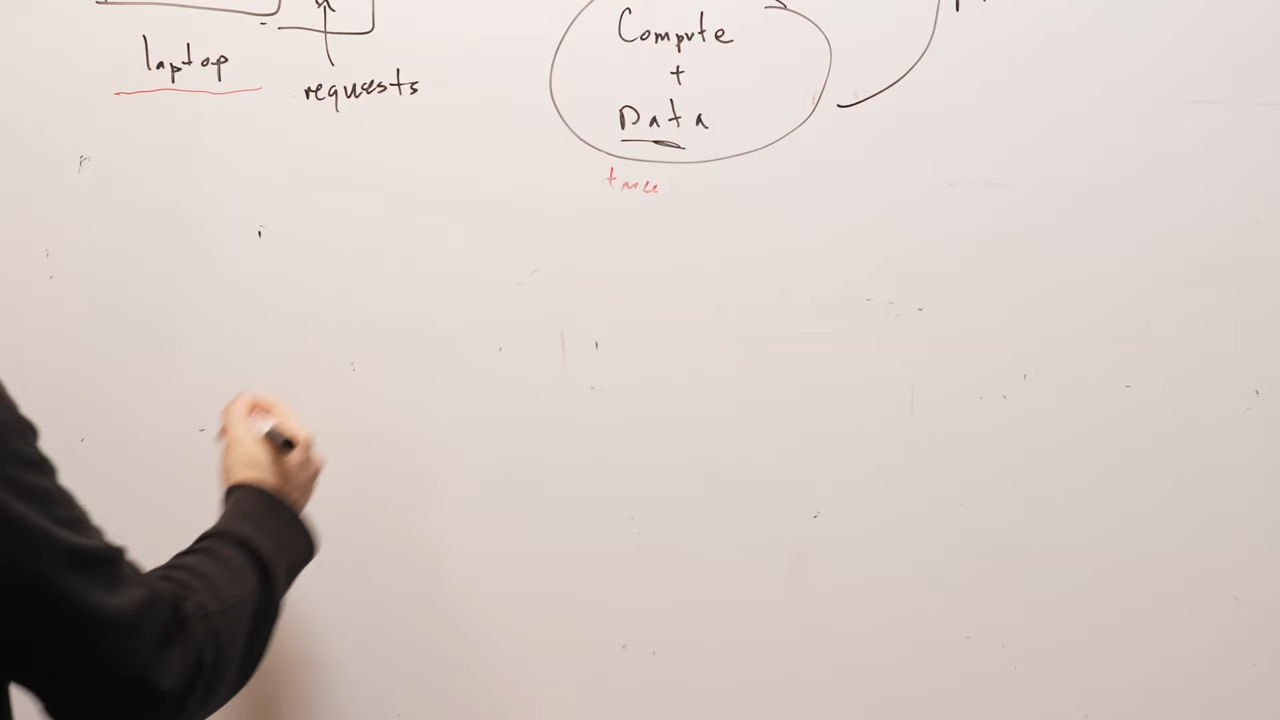 laptop
requests
Compute
+
Data